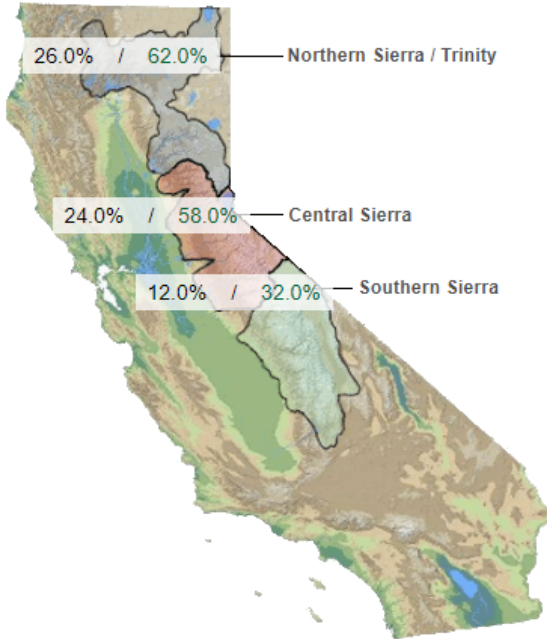 26.0% / 62.0% Northern Sierra / Trinity
24.0% / 58.0% Central Sierra
12.0% / 32.0% Southern Sierra